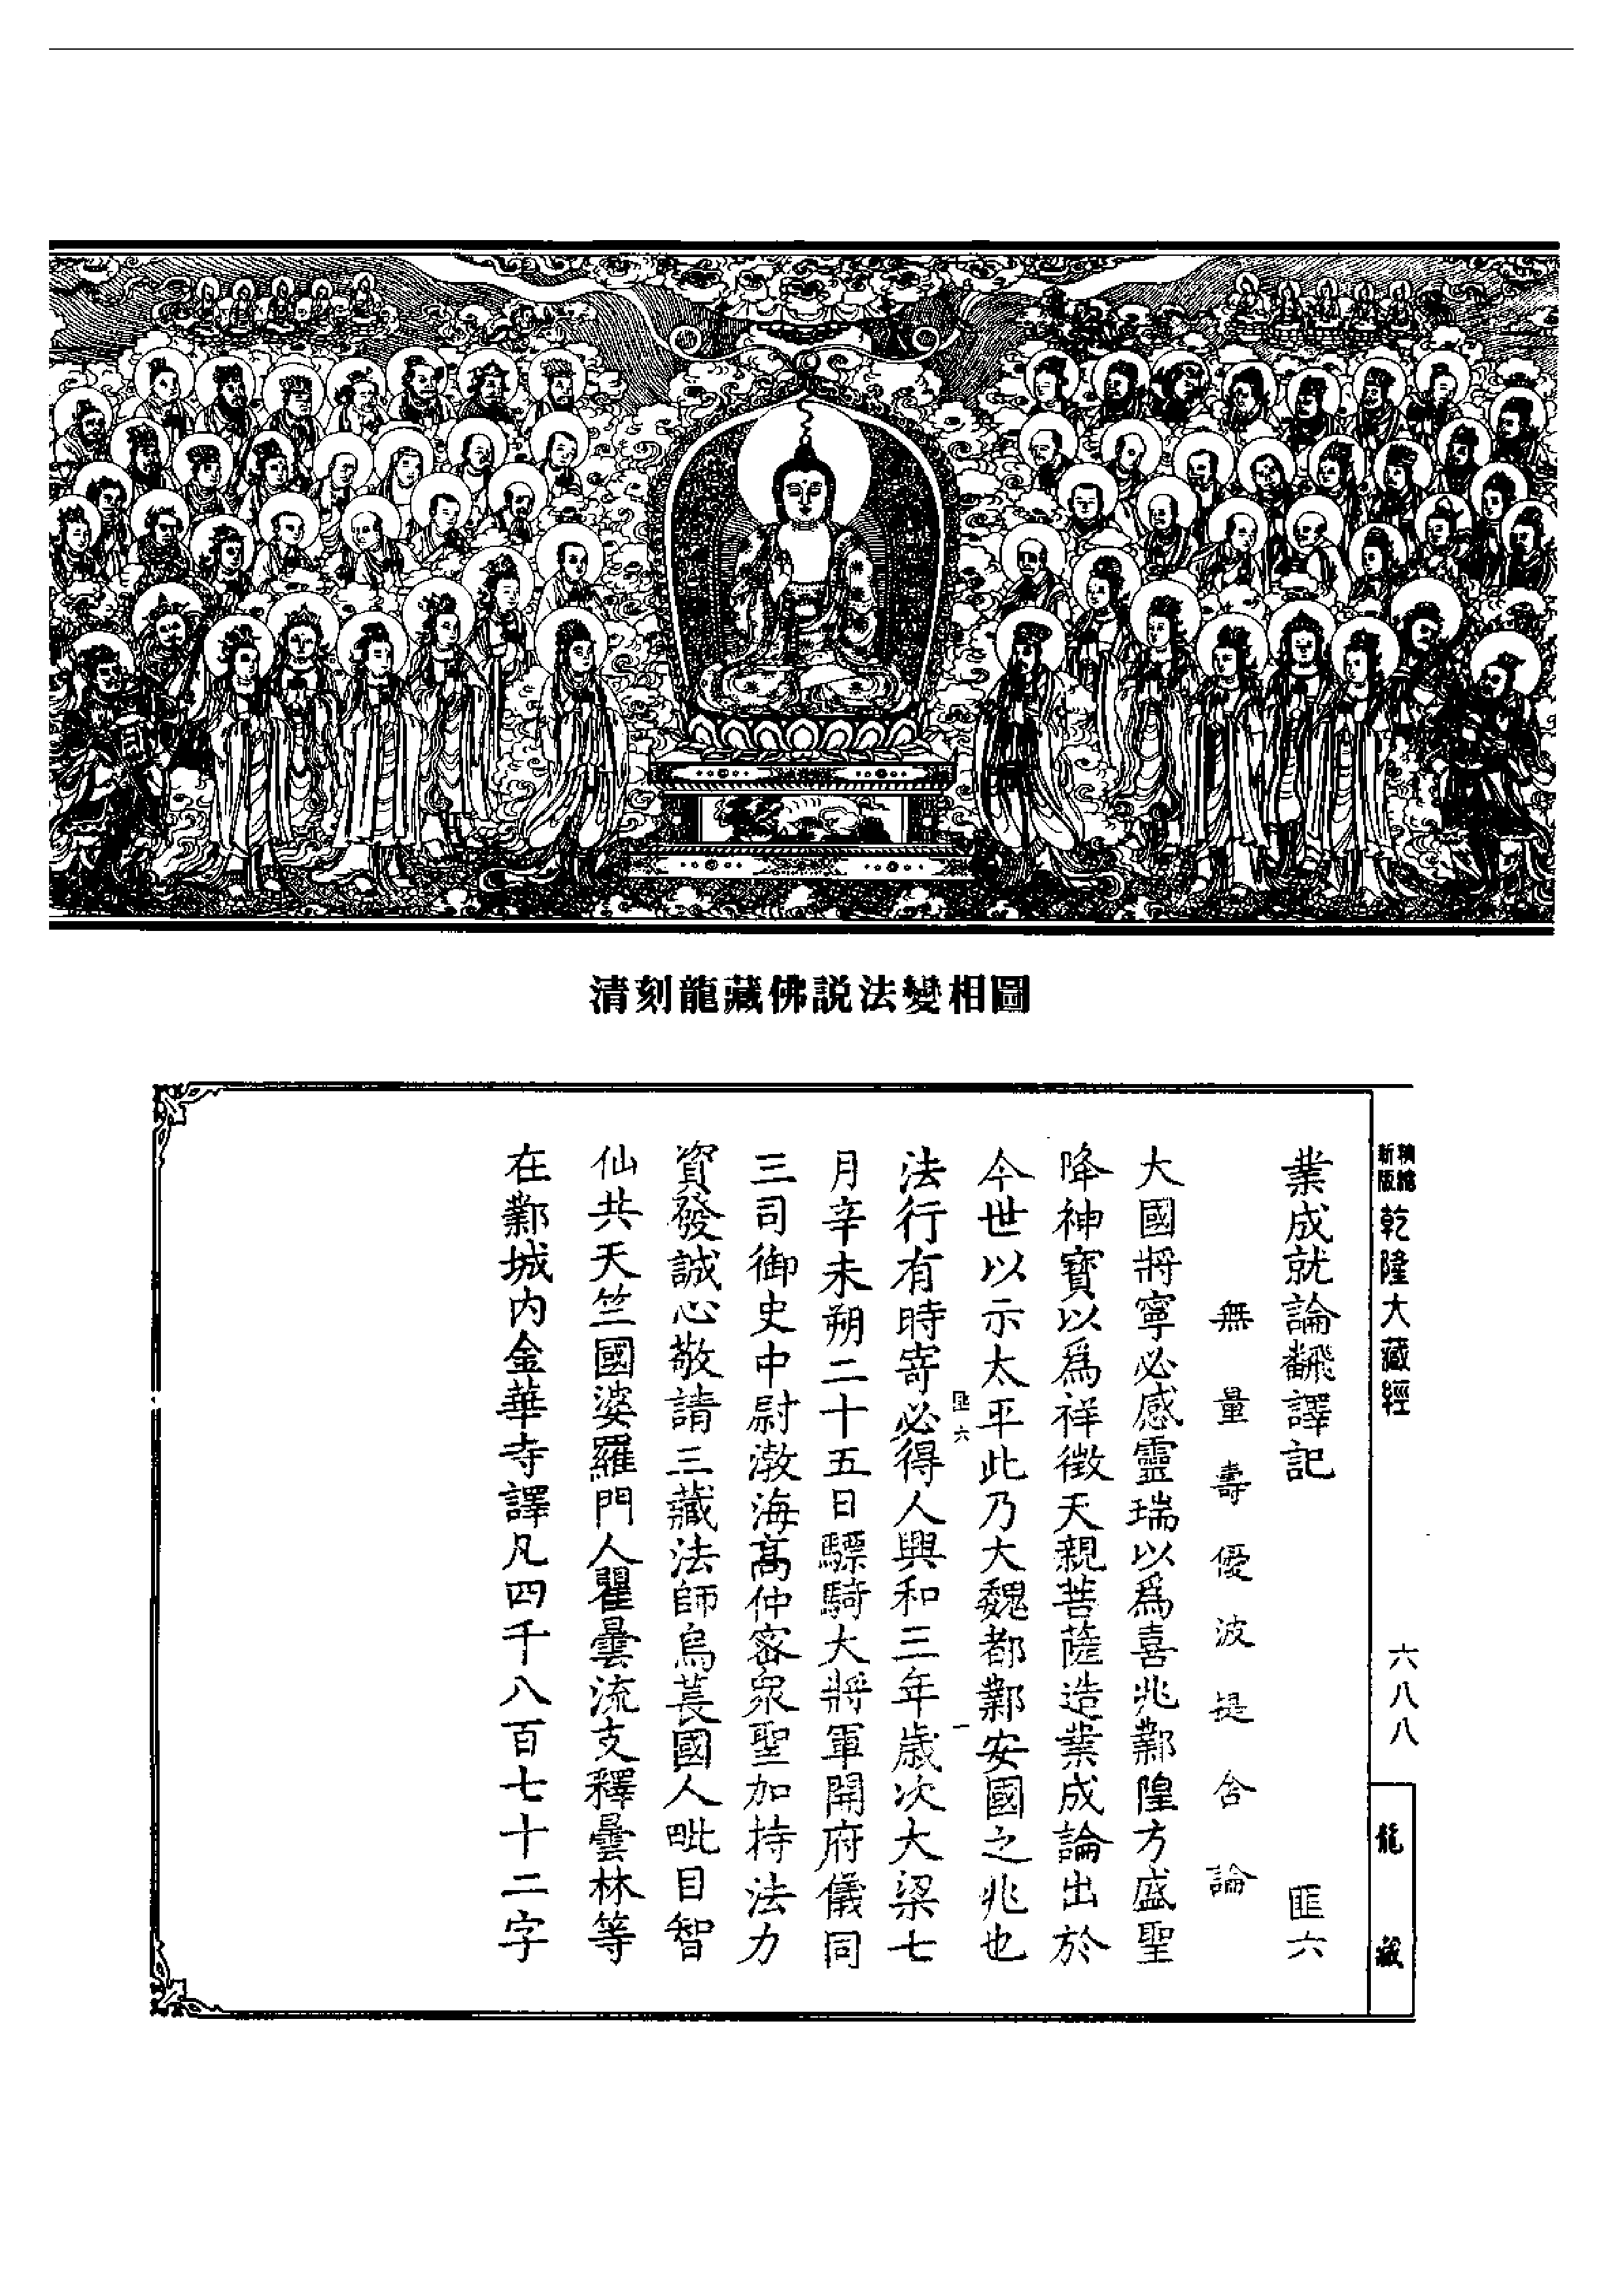 清刻龍藏佛説法變相圖
新版
精縮
乾隆大藏經
六八八
龍藏
業成就論翻譯記 匪六
無量壽優波提舍論
大國將寧必感靈瑞以爲喜兆鄴隍方盛聖
降神寶以爲祥徴天親菩薩造業成論出於
今世以示太平此乃大魏都鄴安國之兆也
匪六 一
法行有時寄必得人興和三年歲次大梁七
月辛未朔二十五日驃騎大將軍開府儀同
三司御史中尉渤海高仲密衆聖加持法力
資發誠心敬請三藏法師烏萇國人毗目智
仙共天竺國婆羅門人瞿曇流支釋曇林等
在鄴城内金華寺譯凡四千八百七十二字